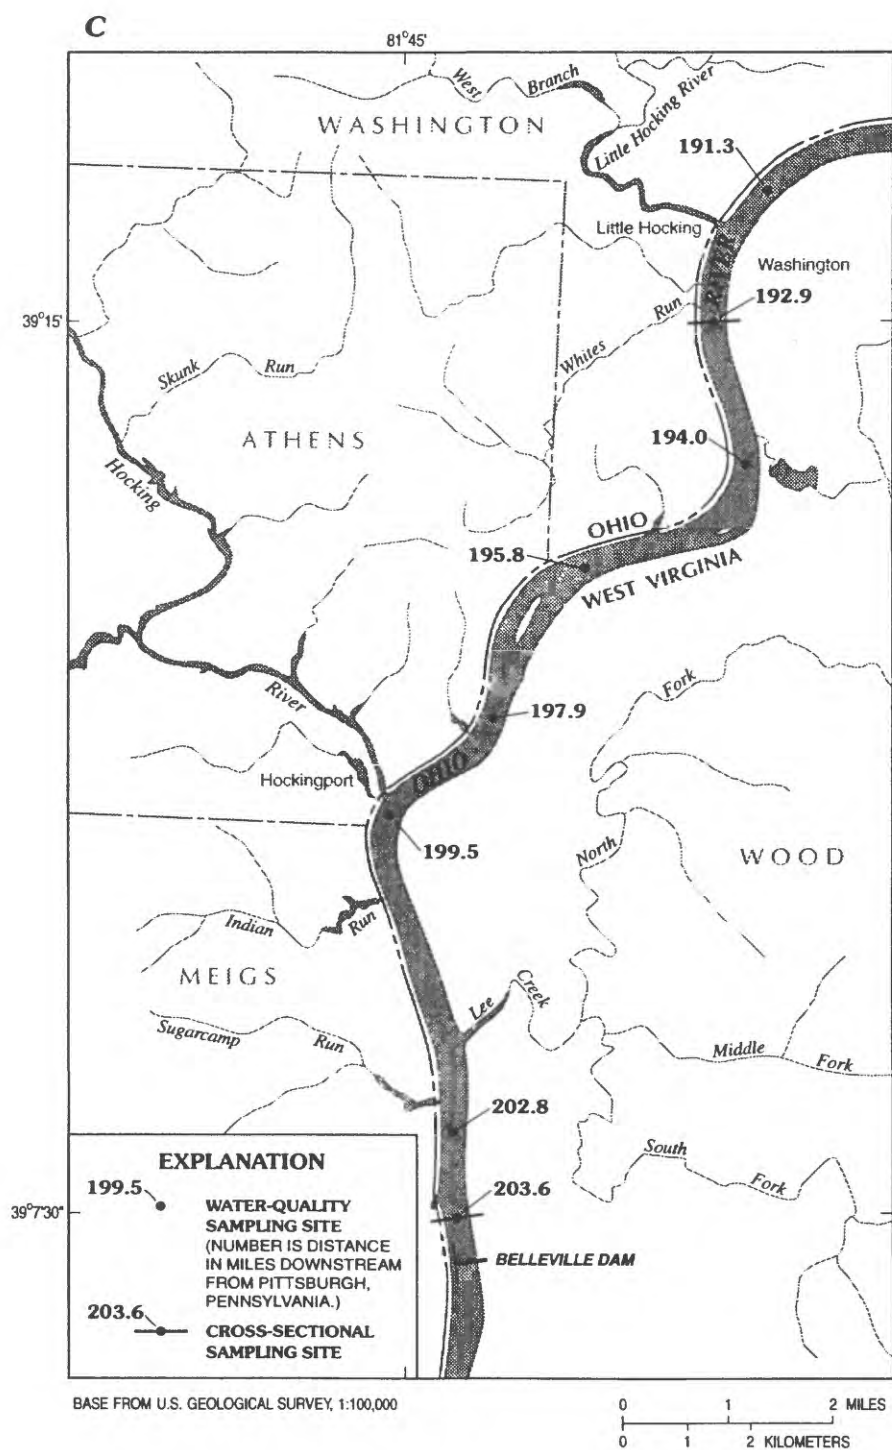 C
81°45'
West
Branch
WASHINGTON
Little Hocking River
191.3
Little Hocking
RIVER
Washington
39°15'
192.9
Run
Whites
Skunk
Run
ATHENS
194.0
Hocking
OHIO
195.8
WEST VIRGINIA
Fork
River
197.9
OHIO
Hockingport
199.5
North
WOOD
Indian
Run
MEIGS
Lee
Creek
Sugarcamp
Run
Middle
Fork
202.8
South
Fork
EXPLANATION
199.5
WATER-QUALITY
SAMPLING SITE
(NUMBER IS DISTANCE
IN MILES DOWNSTREAM
FROM PITTSBURGH,
PENNSYLVANIA.)
203.6
CROSS-SECTIONAL
SAMPLING SITE
203.6
39°7'30"
BELLEVILLE DAM
BASE FROM U.S. GEOLOGICAL SURVEY, 1:100,000
0 1 2 MILES
0 1 2 KILOMETERS